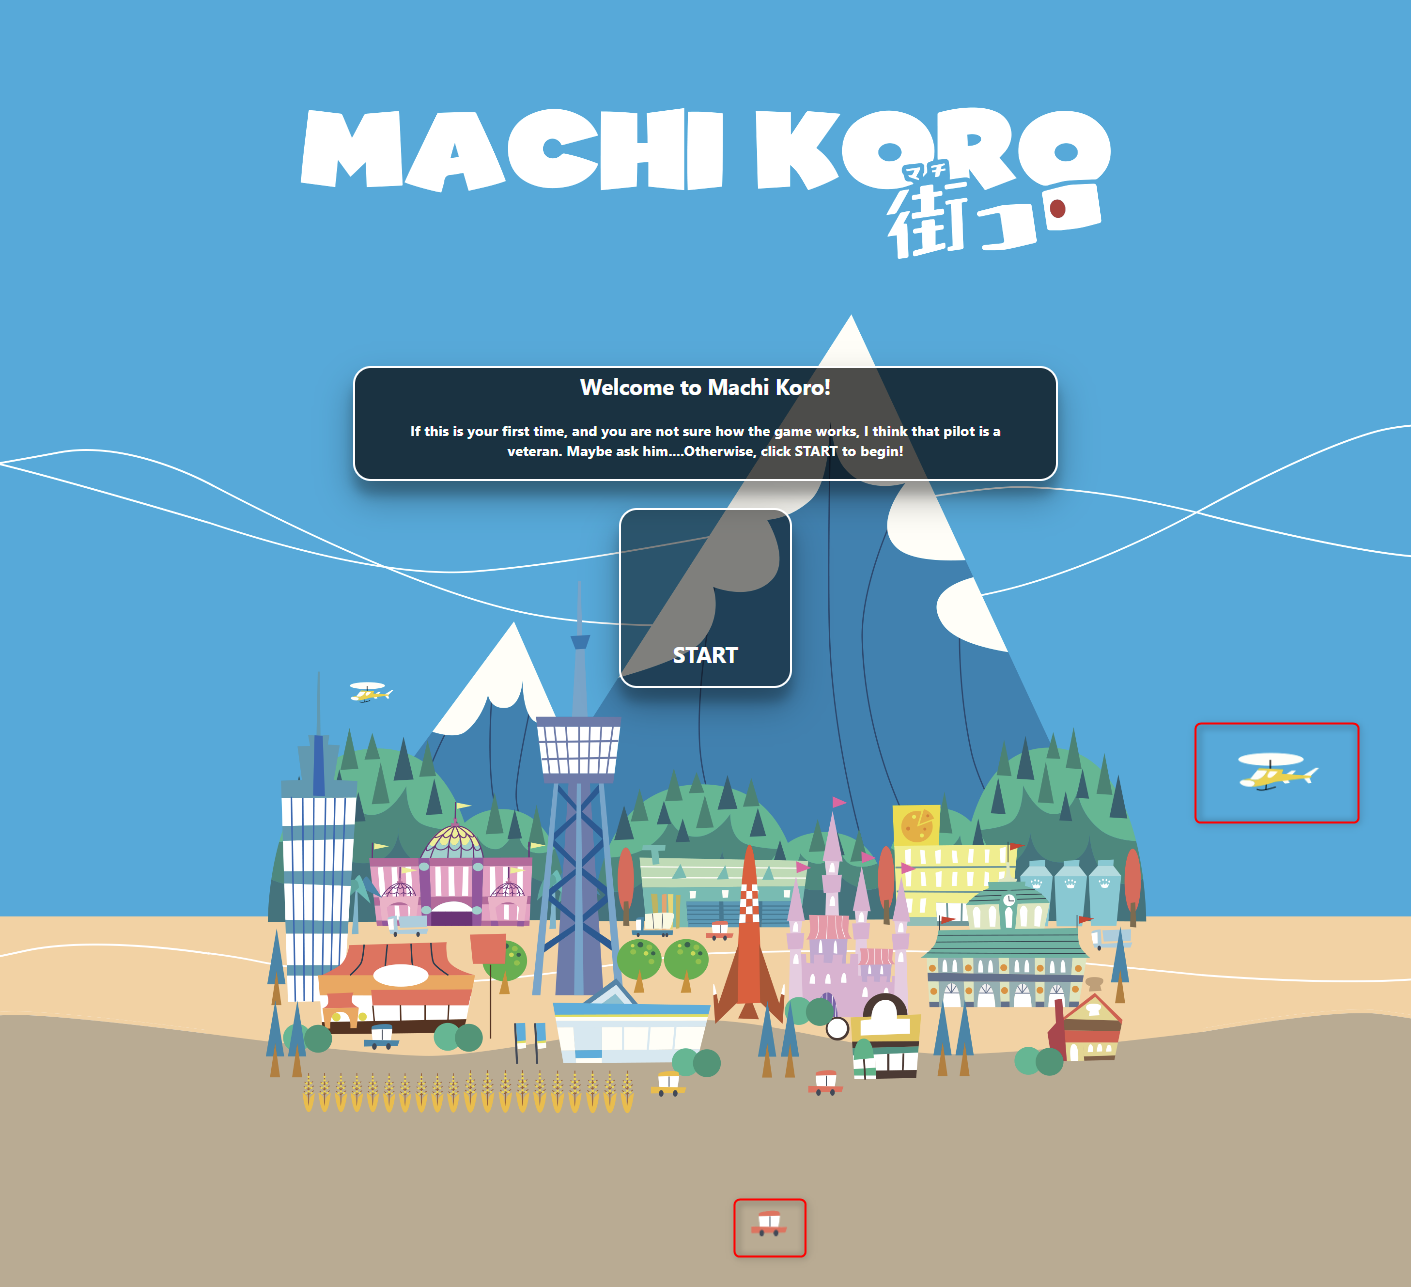 MACHI KORO
マチ
街コロ
Welcome to Machi Koro!
If this is your first time, and you are not sure how the game works, I think that pilot is a
veteran. Maybe ask him....Otherwise, click START to begin!
START